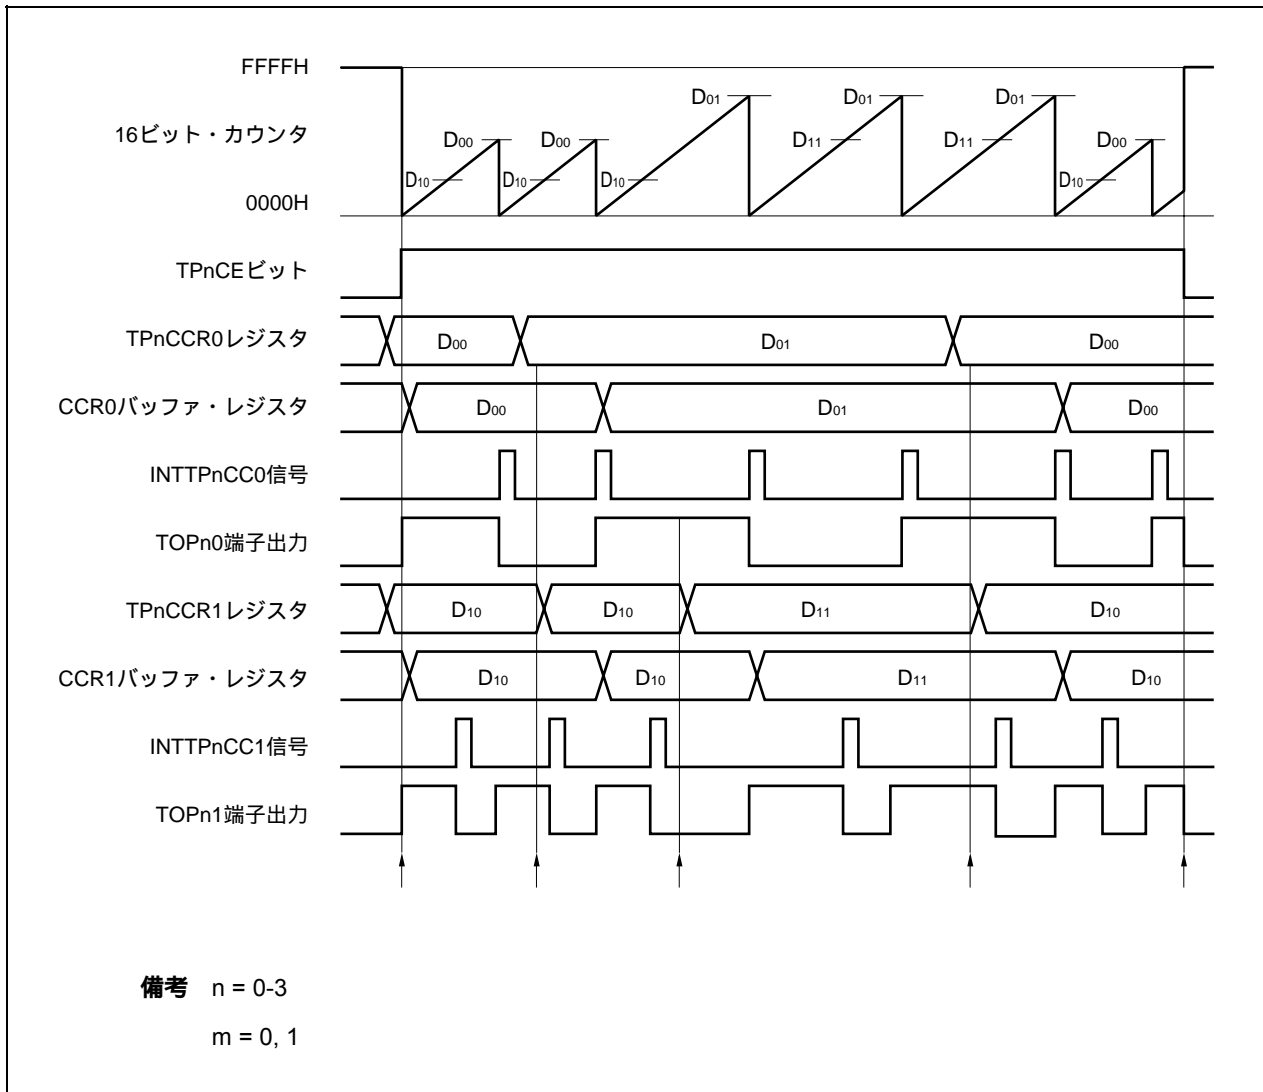 FFFFH
D01 D01 D01
16ビット・カウンタ
D00 D00 D11 D11 D00
D10 D10 D10 D10
0000H
TPnCEビット
TPnCCR0レジスタ D00 D01 D00
CCR0バッファ・レジスタ D00 D01 D00
INTTPnCC0信号
TOPn0端子出力
TPnCCR1レジスタ D10 D10 D11 D10
CCR1バッファ・レジスタ D10 D10 D11 D10
INTTPnCC1信号
TOPn1端子出力
備考 n = 0-3
m = 0, 1